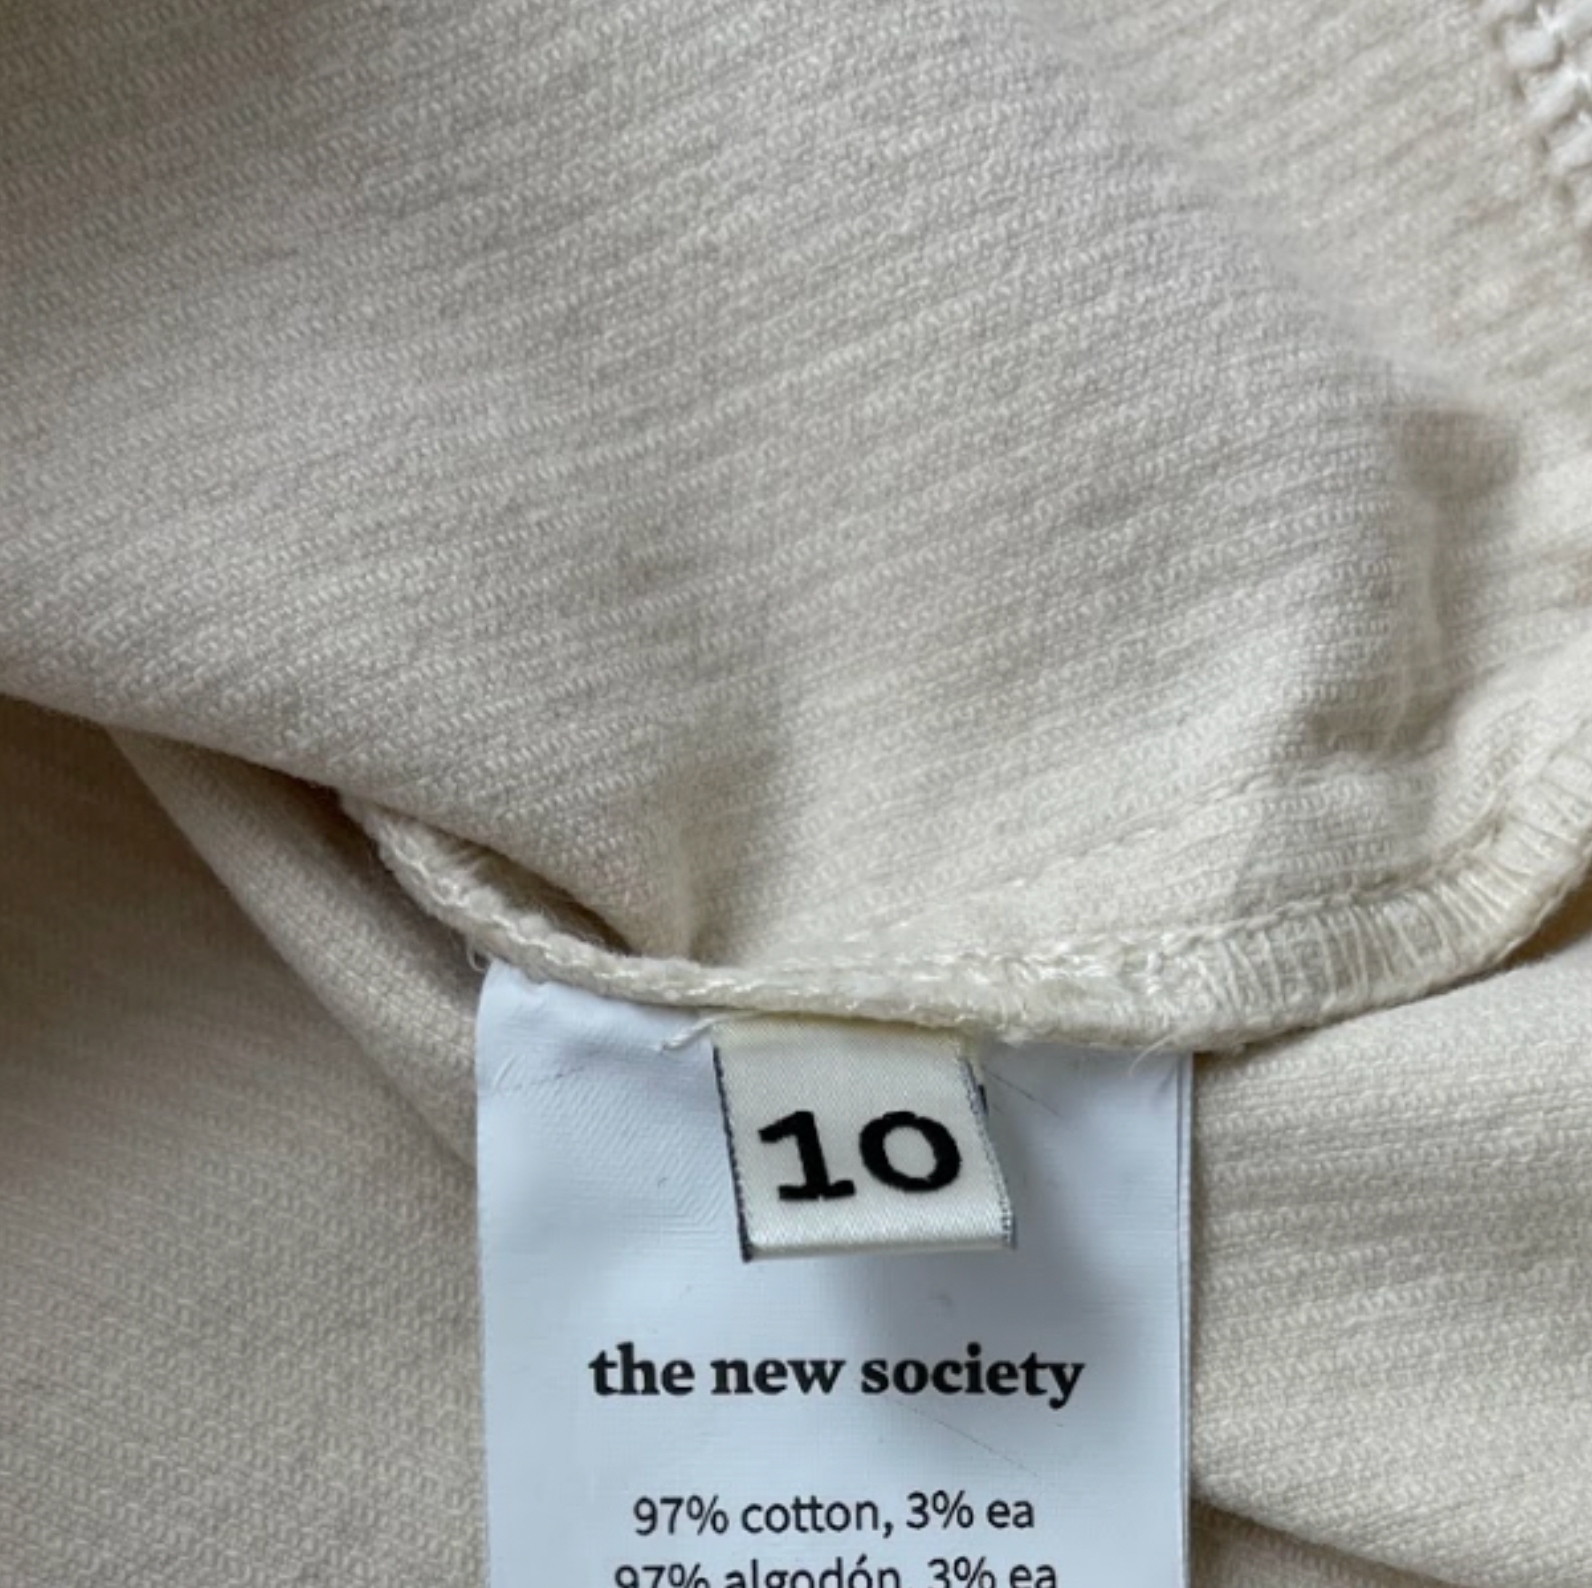 10
the new society
97% cotton, 3% ea
97% algodón, 3% ea